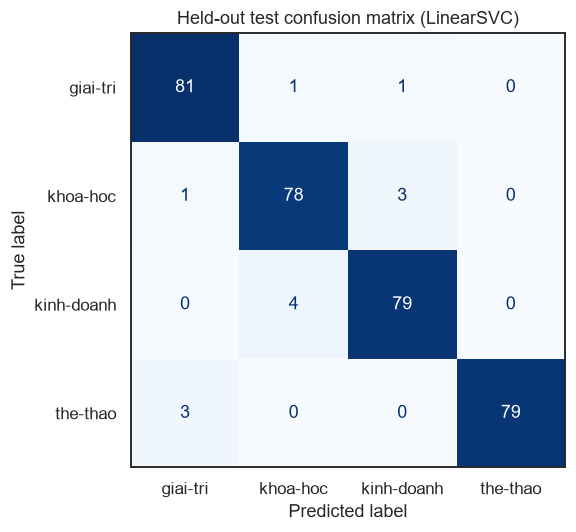 Held-out test confusion matrix (LinearSVC)
True label
giai-tri 81 1 1 0
khoa-hoc 1 78 3 0
kinh-doanh 0 4 79 0
the-thao 3 0 0 79
giai-tri khoa-hoc kinh-doanh the-thao
Predicted label